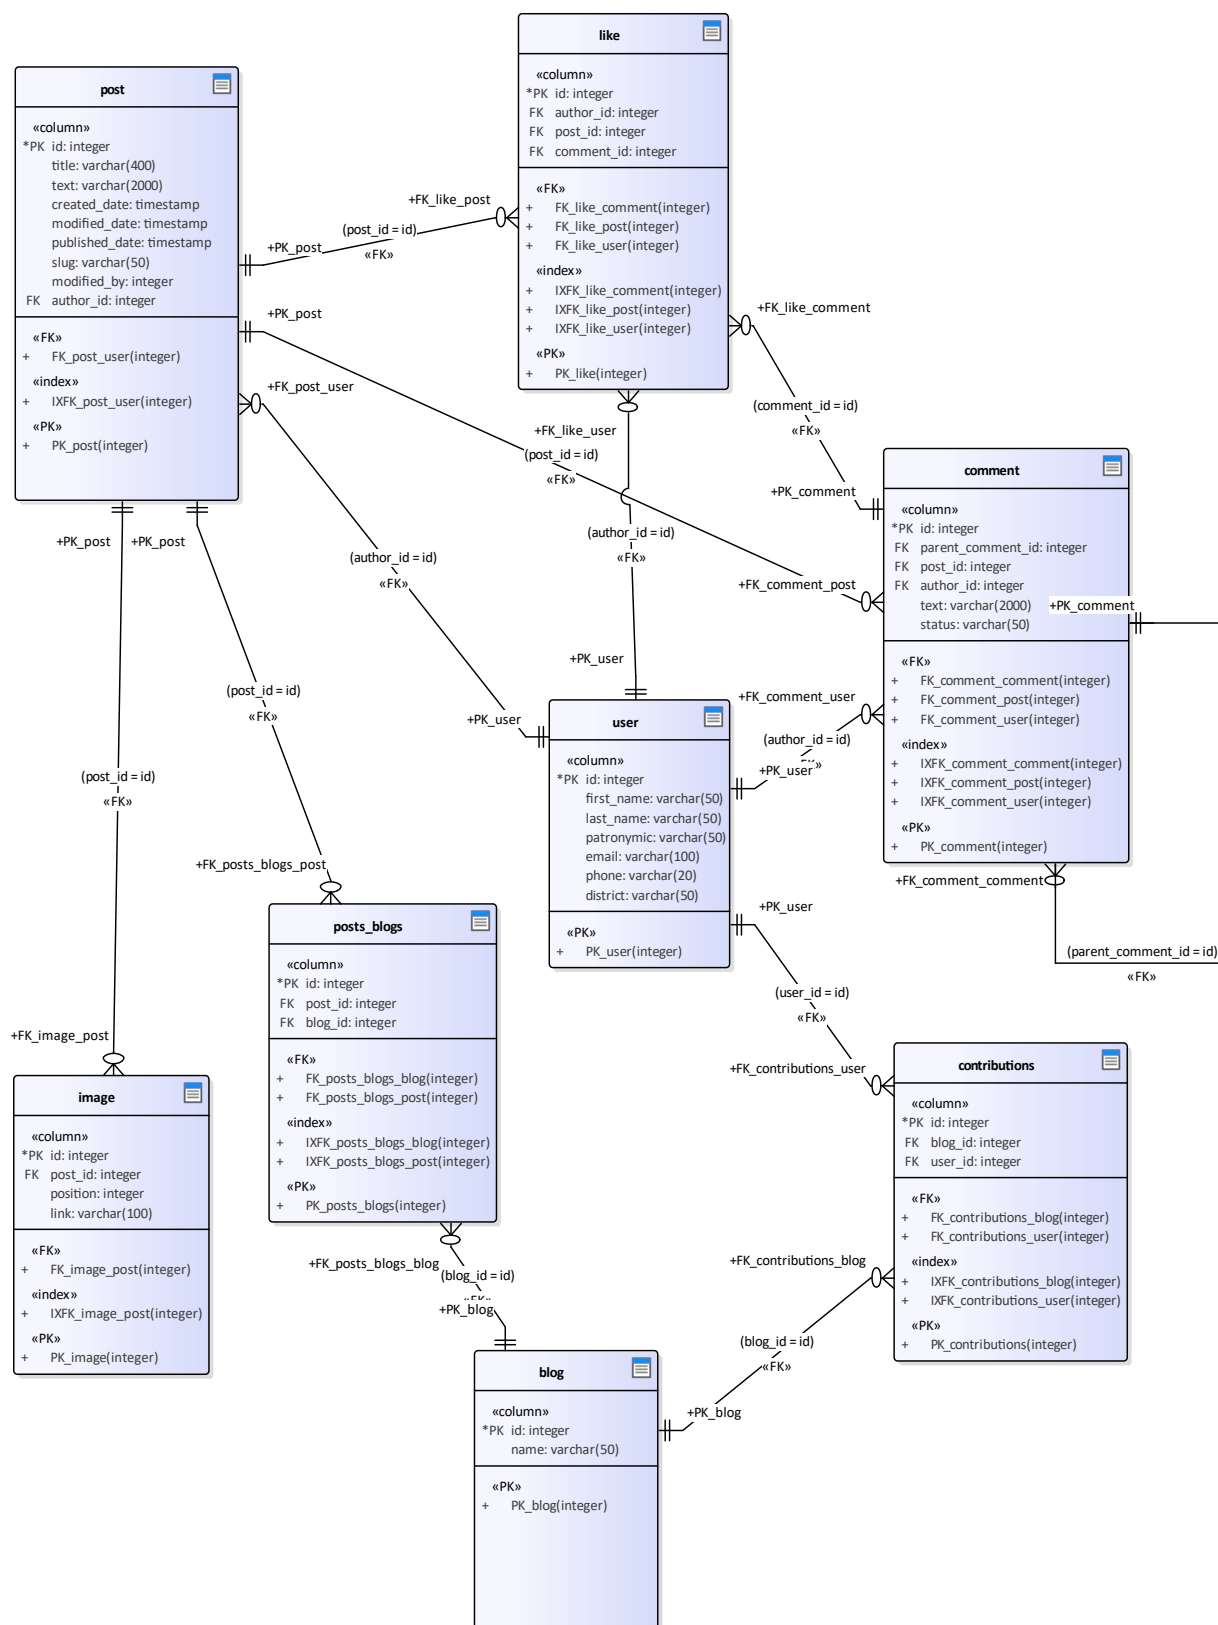 like
«column»
*PK id: integer
FK author_id: integer
FK post_id: integer
FK comment_id: integer
«FK»
+ FK_like_comment(integer)
+ FK_like_post(integer)
+ FK_like_user(integer)
«index»
+ IXFK_like_comment(integer)
+ IXFK_like_post(integer)
+ IXFK_like_user(integer)
«PK»
+ PK_like(integer)
post
«column»
*PK id: integer
title: varchar(400)
text: varchar(2000)
created_date: timestamp
modified_date: timestamp
published_date: timestamp
slug: varchar(50)
modified_by: integer
FK author_id: integer
«FK»
+ FK_post_user(integer)
«index»
+ IXFK_post_user(integer)
«PK»
+ PK_post(integer)
+FK_like_post
(post_id = id)
+PK_post
«FK»
+PK_post
+FK_post_user
+FK_like_comment
(comment_id = id)
«FK»
+PK_comment
+FK_like_user
(post_id = id)
«FK»
(author_id = id)
«FK»
+PK_user
+FK_comment_post
+PK_post
+PK_post
(author_id = id)
«FK»
+PK_user
comment
«column»
*PK id: integer
FK parent_comment_id: integer
FK post_id: integer
FK author_id: integer
text: varchar(2000)
status: varchar(50)
+PK_comment
«FK»
+ FK_comment_comment(integer)
+ FK_comment_post(integer)
+ FK_comment_user(integer)
«index»
+ IXFK_comment_comment(integer)
+ IXFK_comment_post(integer)
+ IXFK_comment_user(integer)
«PK»
+ PK_comment(integer)
+FK_comment_comment
(parent_comment_id = id)
«FK»
+FK_comment_user
(author_id = id)
«FK»
+PK_user
user
«column»
*PK id: integer
first_name: varchar(50)
last_name: varchar(50)
patronymic: varchar(50)
email: varchar(100)
phone: varchar(20)
district: varchar(50)
«PK»
+ PK_user(integer)
+PK_user
(user_id = id)
«FK»
+FK_contributions_user
(post_id = id)
«FK»
+FK_posts_blogs_post
(post_id = id)
«FK»
+FK_image_post
posts_blogs
«column»
*PK id: integer
FK post_id: integer
FK blog_id: integer
«FK»
+ FK_posts_blogs_blog(integer)
+ FK_posts_blogs_post(integer)
«index»
+ IXFK_posts_blogs_blog(integer)
+ IXFK_posts_blogs_post(integer)
«PK»
+ PK_posts_blogs(integer)
image
«column»
*PK id: integer
FK post_id: integer
position: integer
link: varchar(100)
«FK»
+ FK_image_post(integer)
«index»
+ IXFK_image_post(integer)
«PK»
+ PK_image(integer)
contributions
«column»
*PK id: integer
FK blog_id: integer
FK user_id: integer
«FK»
+ FK_contributions_blog(integer)
+ FK_contributions_user(integer)
«index»
+ IXFK_contributions_blog(integer)
+ IXFK_contributions_user(integer)
«PK»
+ PK_contributions(integer)
+FK_posts_blogs_blog
(blog_id = id)
«FK»
+PK_blog
+FK_contributions_blog
(blog_id = id)
«FK»
+PK_blog
blog
«column»
*PK id: integer
name: varchar(50)
«PK»
+ PK_blog(integer)